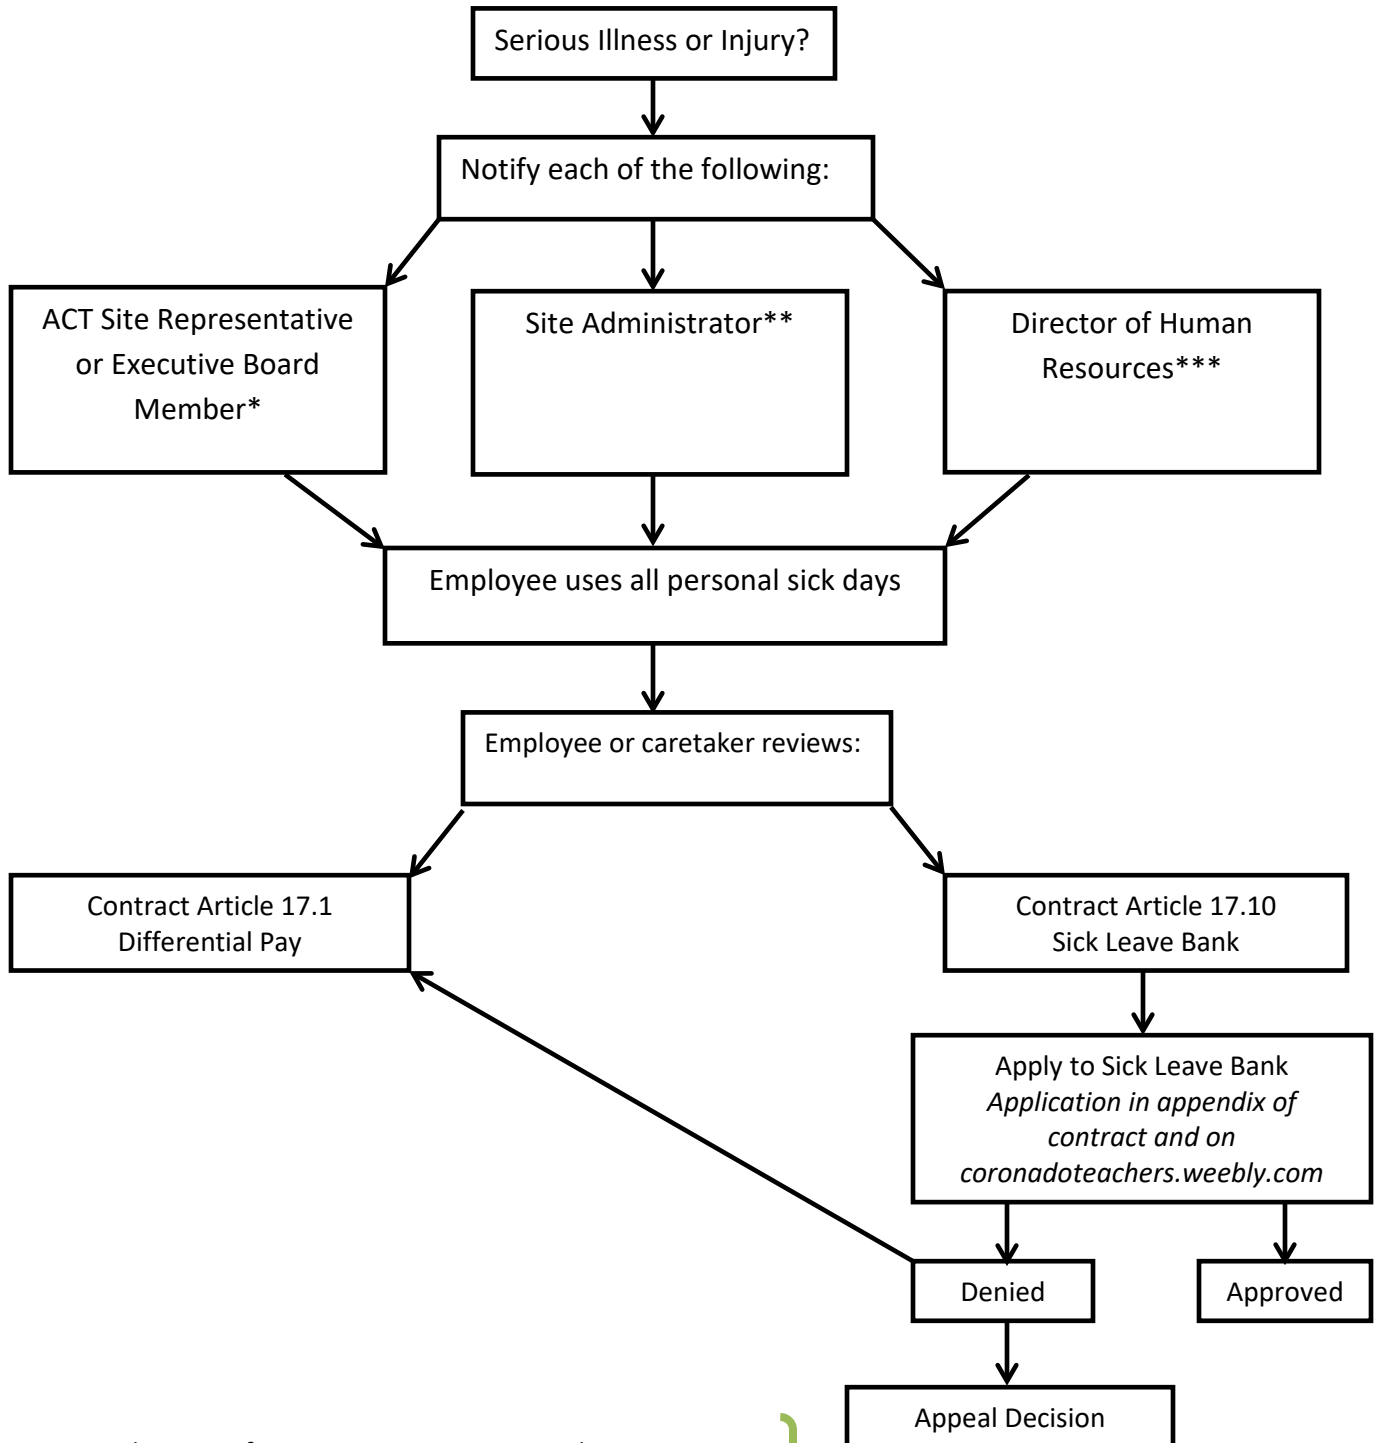 Serious Illness or Injury?
Notify each of the following:
ACT Site Representative
or Executive Board
Member*
Site Administrator**
Director of Human
Resources***
Employee uses all personal sick days
Employee or caretaker reviews:
Contract Article 17.1
Differential Pay
Contract Article 17.10
Sick Leave Bank
Apply to Sick Leave Bank
Application in appendix of
contract and on
coronadoteachers.weebly.com
Denied
Approved
Appeal Decision